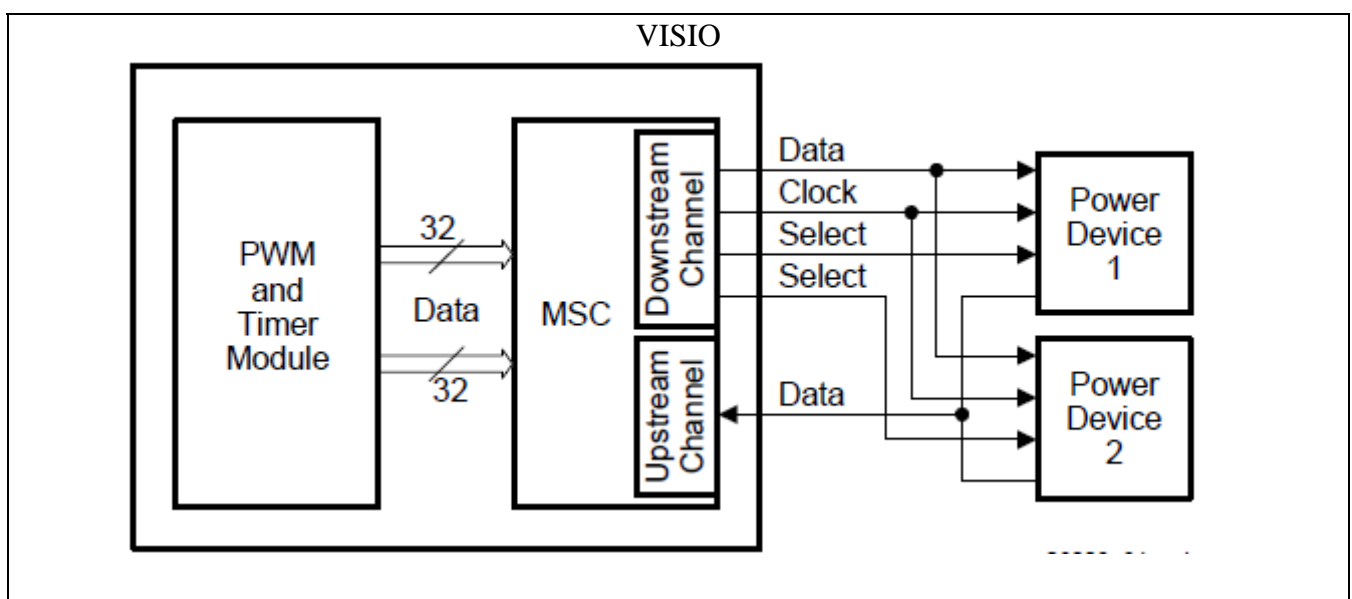 VISIO
PWM
and
Timer
Module
32
Data
32
MSC
Downstream
Channel
Upstream
Channel
Data
Clock
Select
Select
Data
Power
Device
1
Power
Device
2